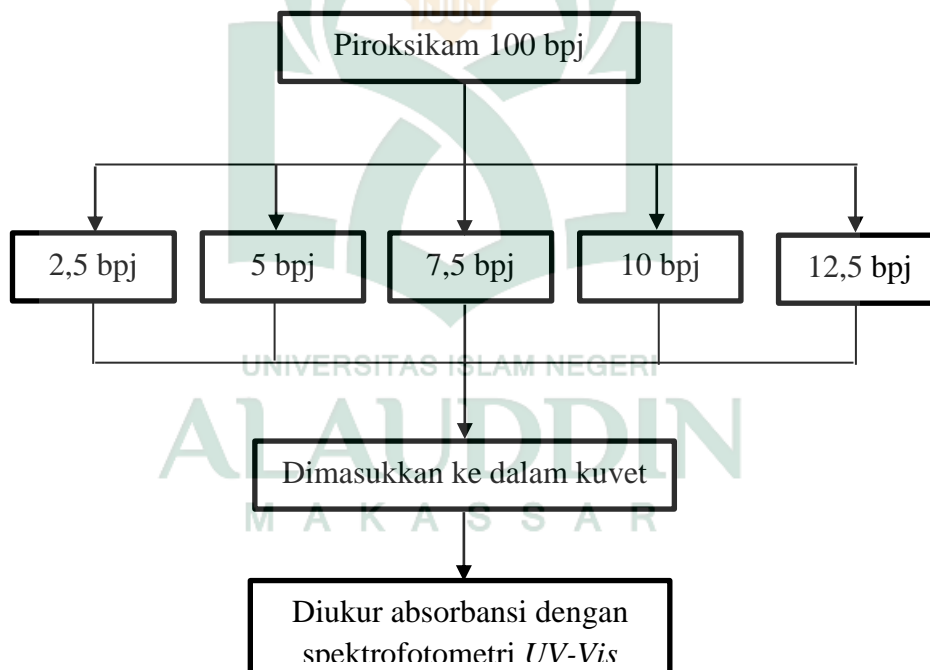 Piroksikam 100 bpj
2,5 bpj
5 bpj
7,5 bpj
10 bpj
12,5 bpj
UNIVERSITAS ISLAM NEGERI
ALAUDDIN
Dimasukkan ke dalam kuvet
MAKASSAR
Diukur absorbansi dengan
spektrofotometri UV-Vis